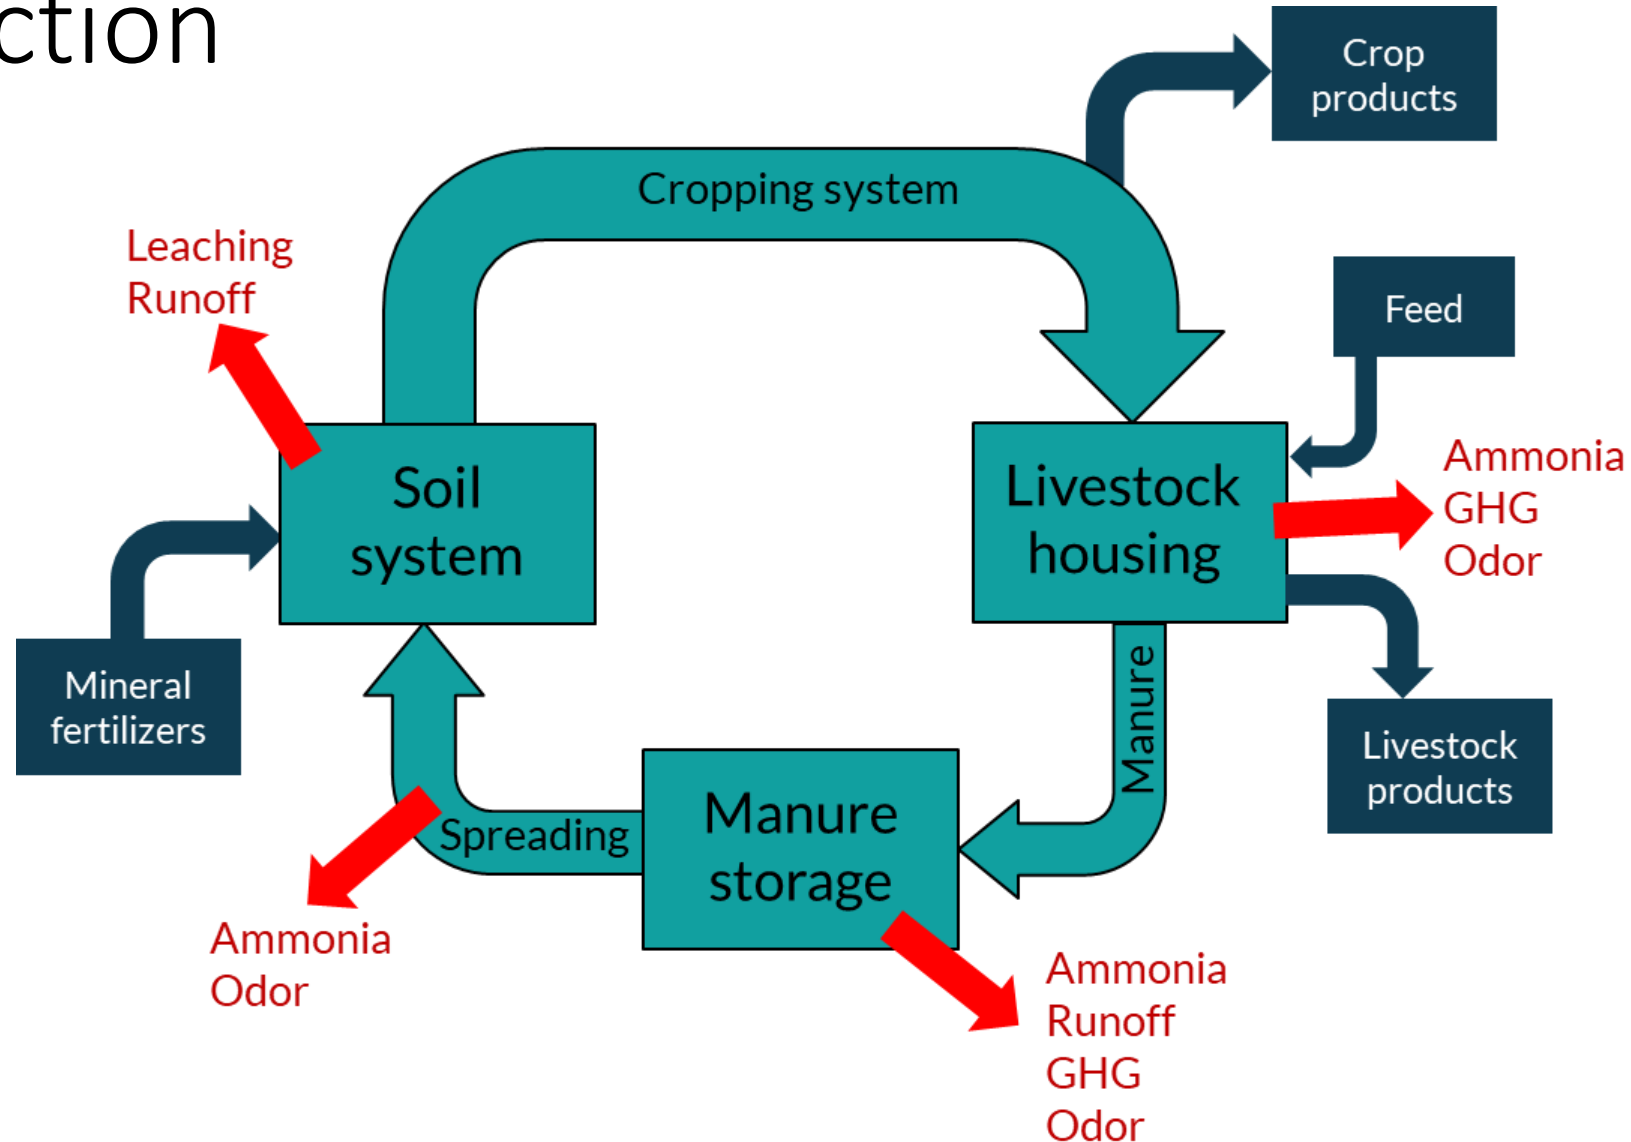 ction
Crop
products
Cropping system
Leaching
Runoff
Feed
Soil
system
Livestock
housing
Ammonia
GHG
Odor
Mineral
fertilizers
Manure
Livestock
products
Manure
storage
Spreading
Ammonia
Odor
Ammonia
Runoff
GHG
Odor